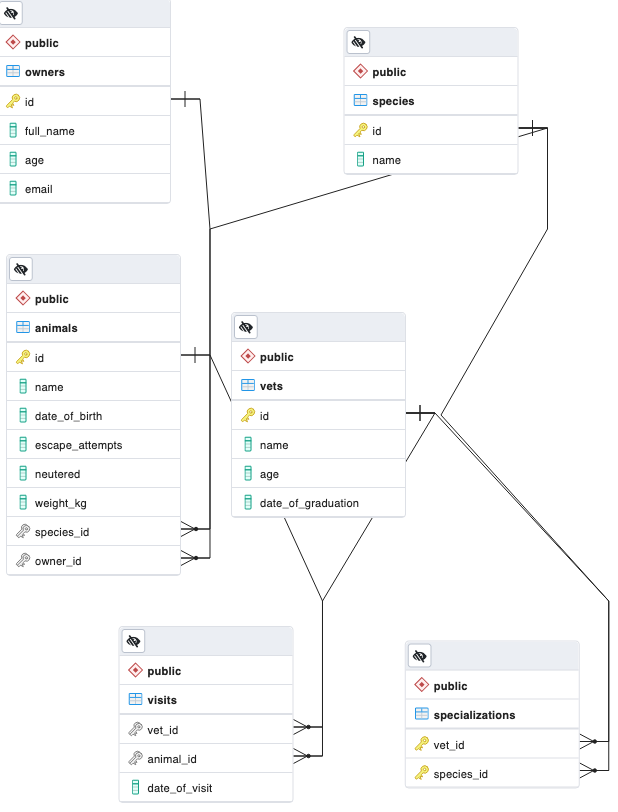 public
owners
id
full_name
age
email
public
species
id
name
public
animals
id
name
date_of_birth
escape_attempts
neutered
weight_kg
species_id
owner_id
public
vets
id
name
age
date_of_graduation
public
visits
vet_id
animal_id
date_of_visit
public
specializations
vet_id
species_id